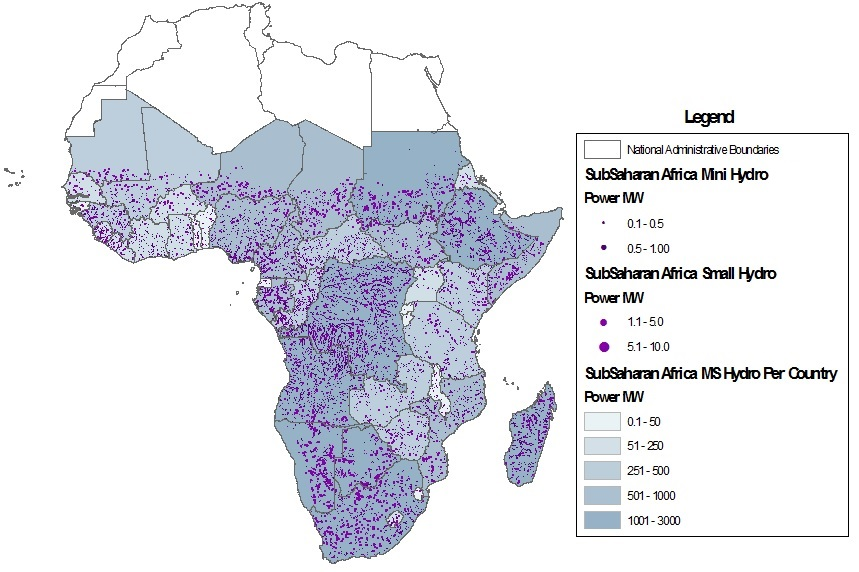 Legend
National Administrative Boundaries
SubSaharan Africa Mini Hydro
Power MW
0.1 - 0.5
0.5 - 1.00
SubSaharan Africa Small Hydro
Power MW
1.1 - 5.0
5.1 - 10.0
SubSaharan Africa MS Hydro Per Country
Power MW
0.1 - 50
51 - 250
251 - 500
501 - 1000
1001 - 3000